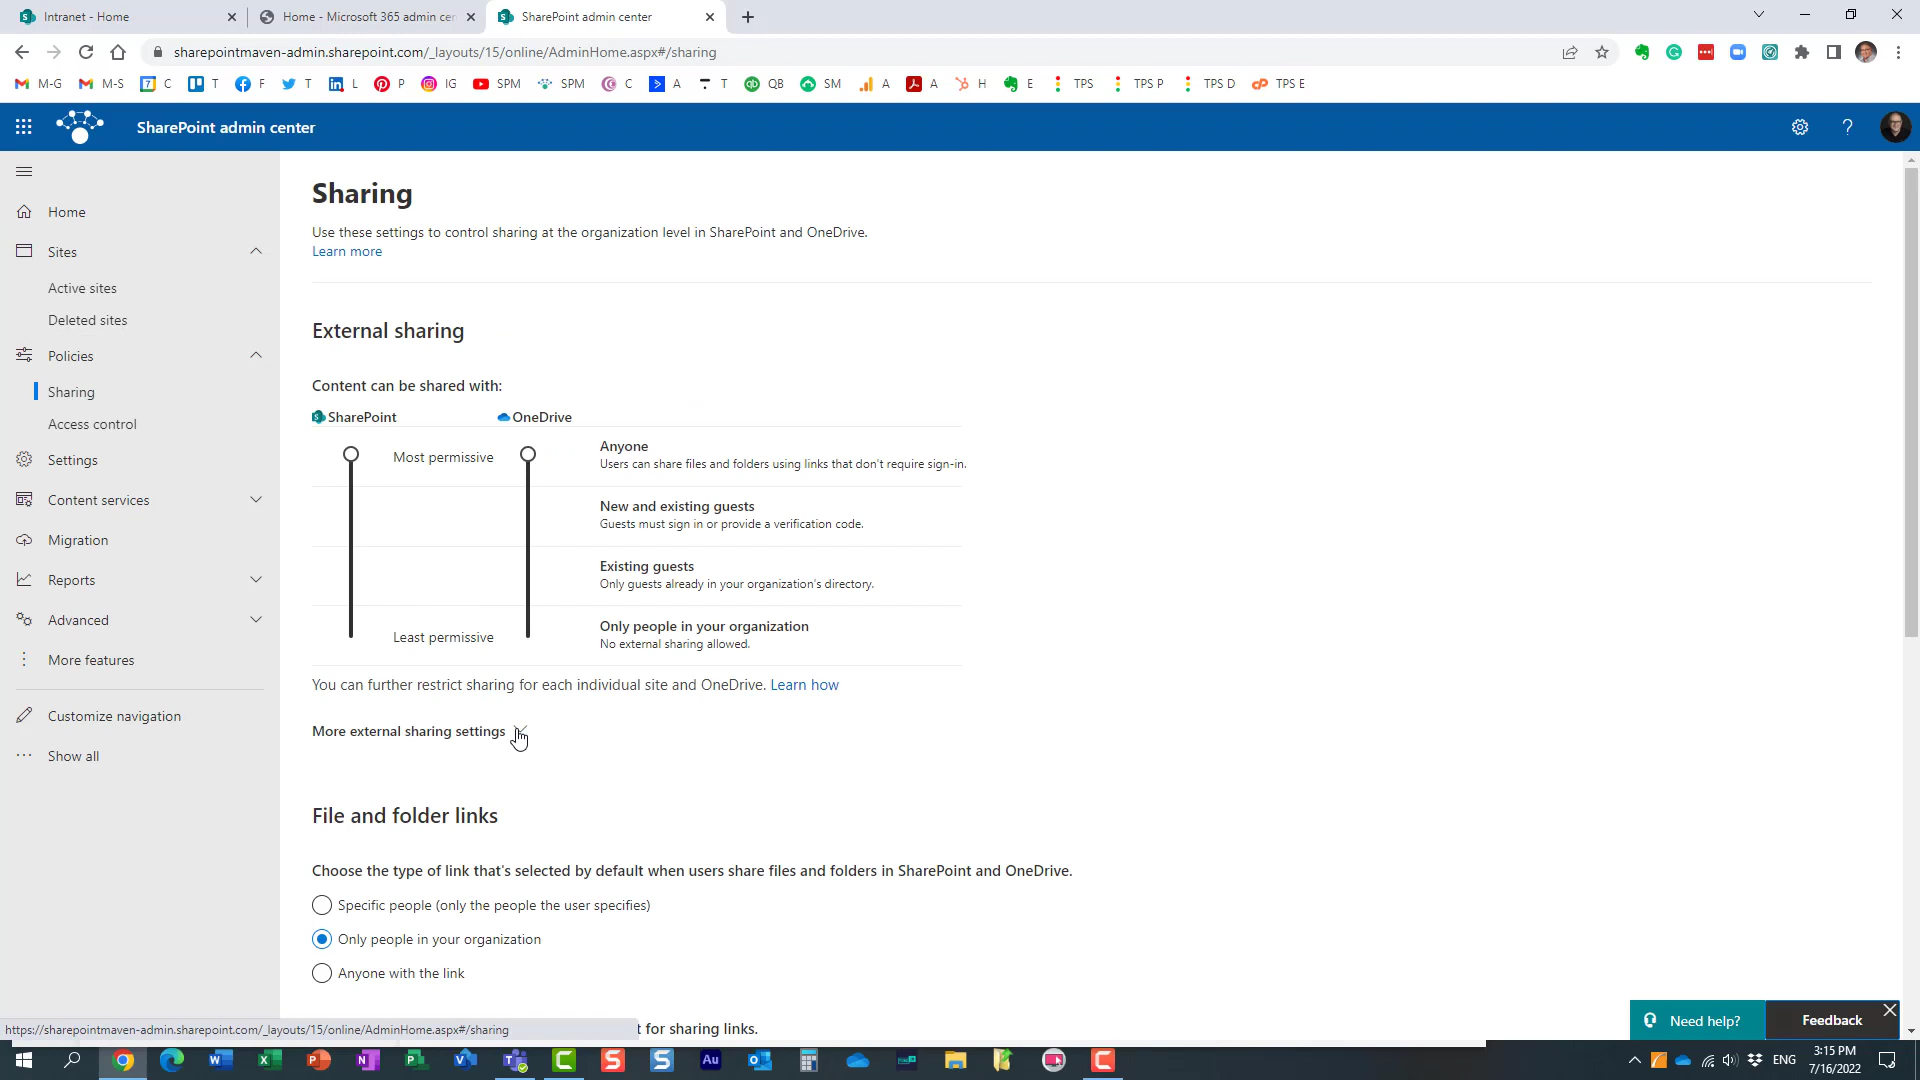 Intranet - Home
Home - Microsoft 365 admin cen
SharePoint admin center
sharepointmaven-admin.sharepoint.com/_layouts/15/online/AdminHome.aspx#/sharing
M-G
M-S
C
T
F
T
L
P
IG
SPM
SPM
C
A
T
QB
SM
A
A
H
E
TPS
TPS P
TPS D
TPS E
SharePoint admin center
Home
Sites
Active sites
Deleted sites
Policies
Sharing
Access control
Settings
Content services
Migration
Reports
Advanced
More features
Customize navigation
Show all
Sharing
Use these settings to control sharing at the organization level in SharePoint and OneDrive.
Learn more
External sharing
Content can be shared with:
SharePoint
OneDrive
Most permissive
Anyone
Users can share files and folders using links that don't require sign-in.
New and existing guests
Guests must sign in or provide a verification code.
Existing guests
Only guests already in your organization's directory.
Least permissive
Only people in your organization
No external sharing allowed.
You can further restrict sharing for each individual site and OneDrive. Learn how
More external sharing settings
File and folder links
Choose the type of link that's selected by default when users share files and folders in SharePoint and OneDrive.
Specific people (only the people the user specifies)
Only people in your organization
Anyone with the link
t for sharing links.
https://sharepointmaven-admin.sharepoint.com/_layouts/15/online/AdminHome.aspx#/sharing
Need help?
Feedback
ENG
3:15 PM
7/16/2022